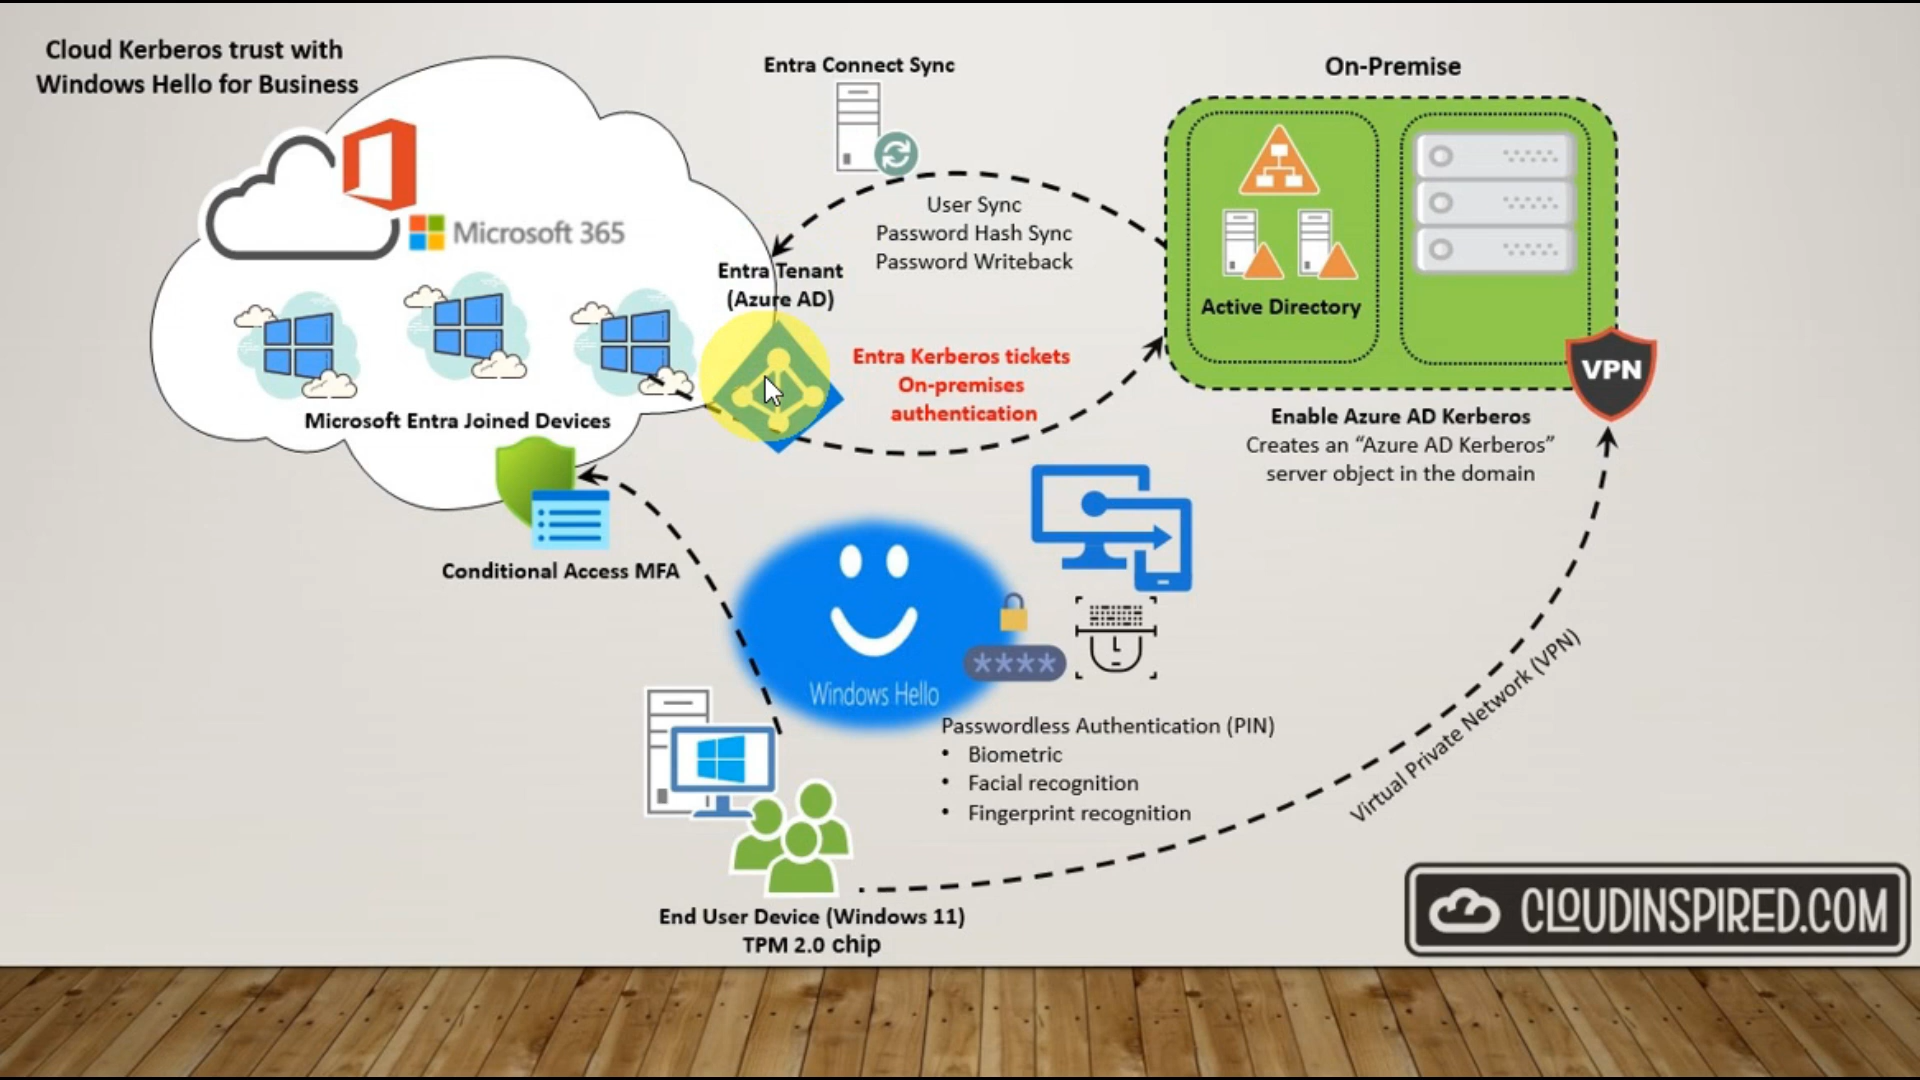 Cloud Kerberos trust with
Windows Hello for Business
Microsoft 365
Microsoft Entra Joined Devices
Entra Connect Sync
User Sync
Password Hash Sync
Password Writeback
Entra Tenant
(Azure AD)
Entra Kerberos tickets
On-premises
authentication
On-Premise
Active Directory
VPN
Enable Azure AD Kerberos
Creates an “Azure AD Kerberos”
server object in the domain
Conditional Access MFA
Windows Hello
****
Passwordless Authentication (PIN)
• Biometric
• Facial recognition
• Fingerprint recognition
Virtual Private Network (VPN)
End User Device (Windows 11)
TPM 2.0 chip
CLOUDINSPIRED.COM